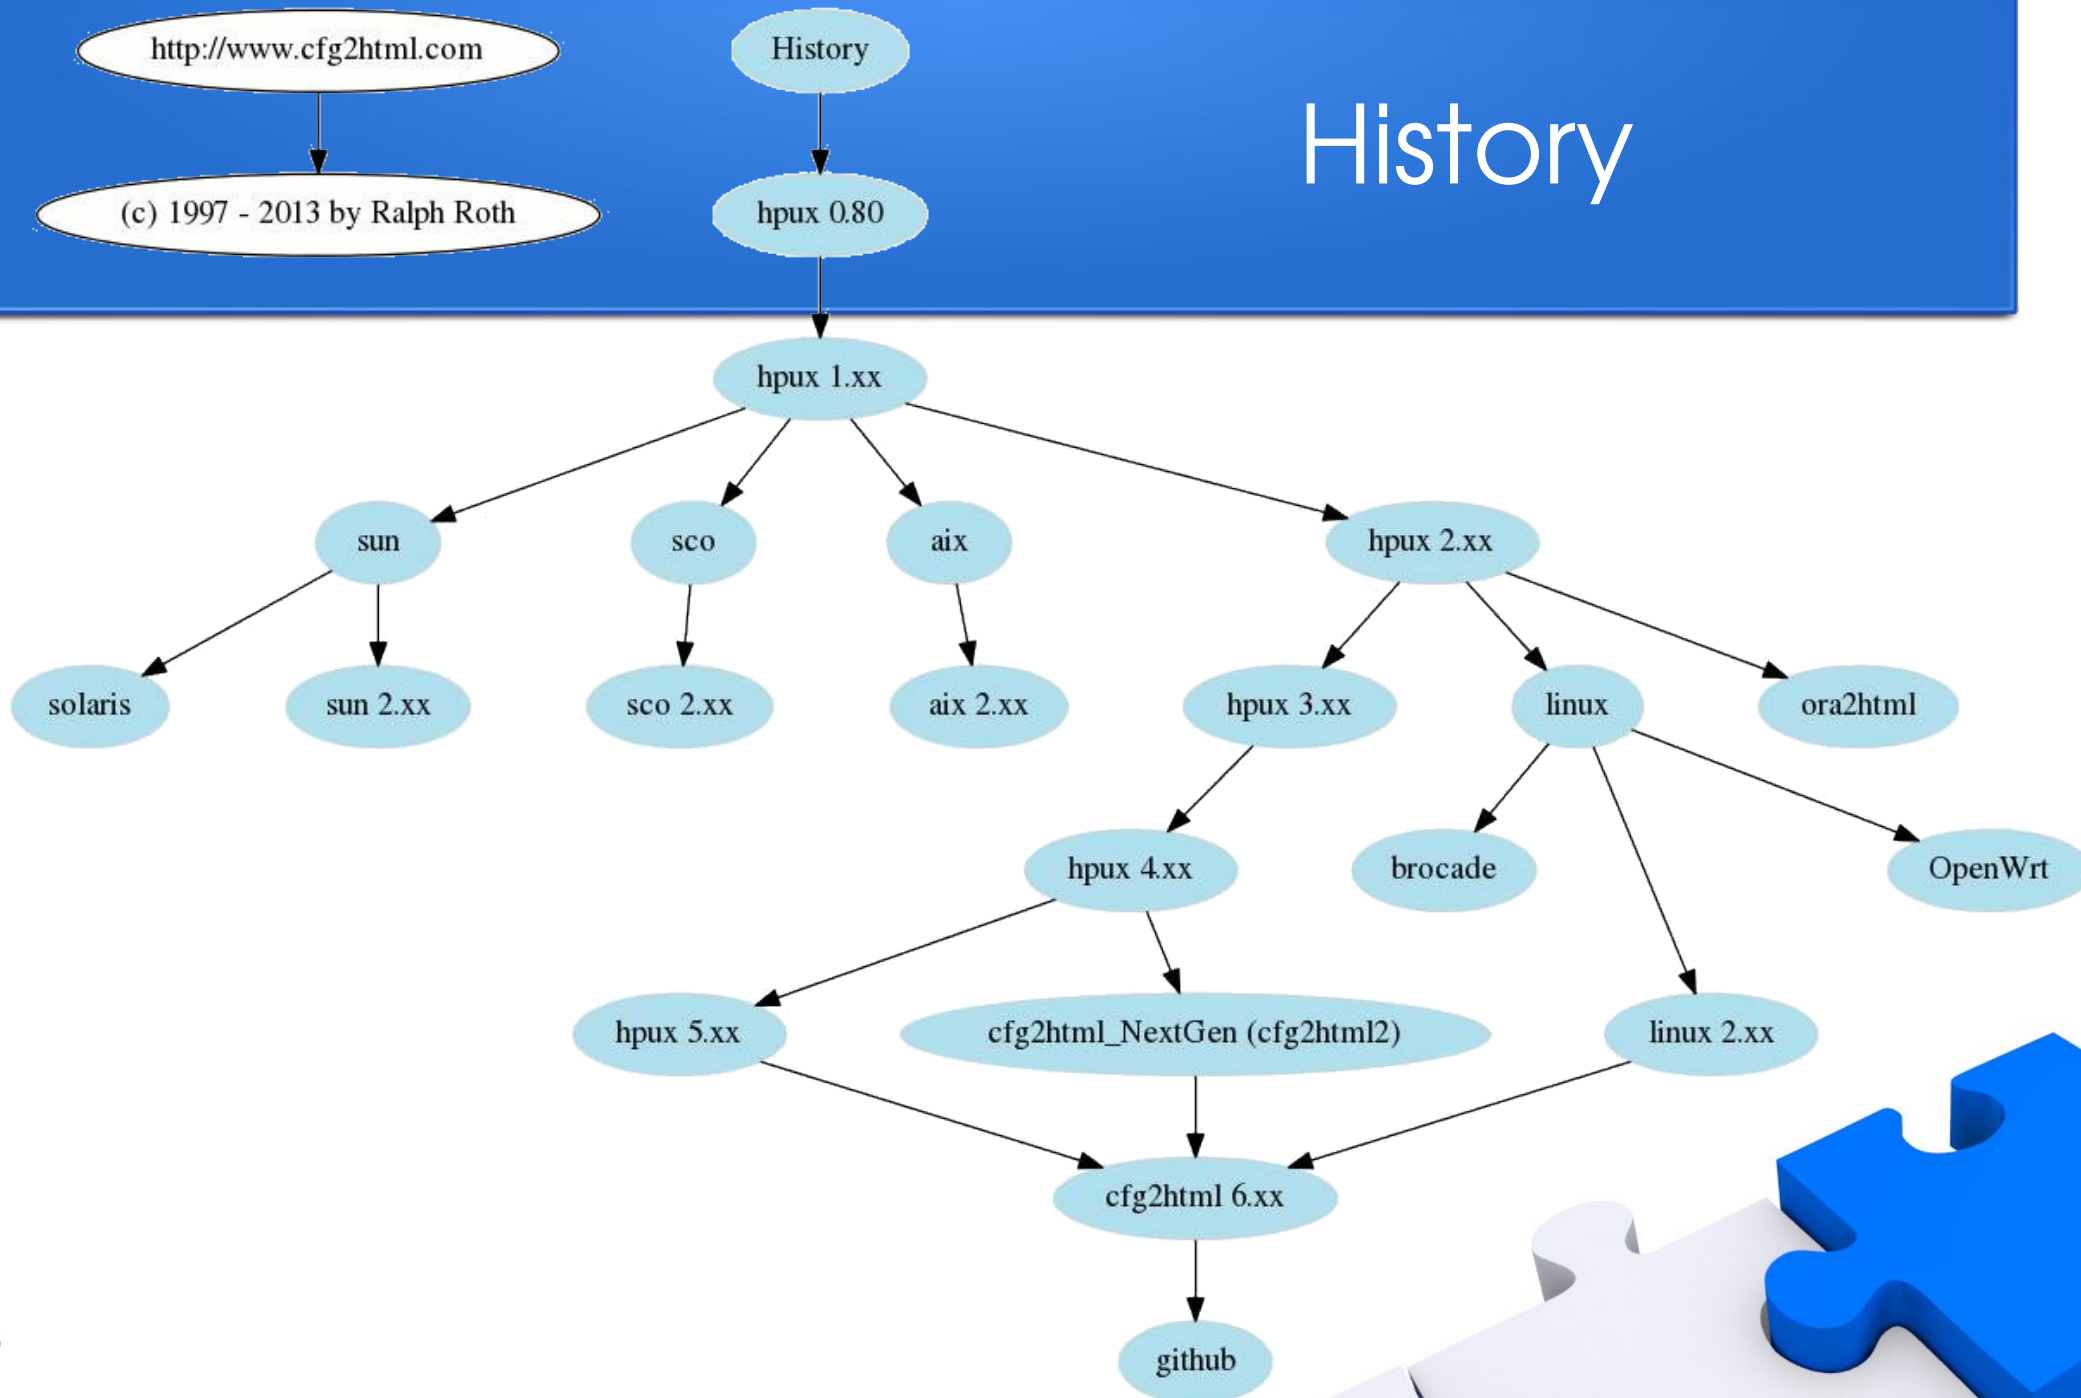 http://www.cfg2html.com
History
History
(c) 1997 - 2013 by Ralph Roth
hpux 0.80
hpux 1.xx
sun
sco
aix
hpux 2.xx
solaris
sun 2.xx
sco 2.xx
aix 2.xx
hpux 3.xx
linux
ora2html
hpux 4.xx
brocade
OpenWrt
hpux 5.xx
cfg2html_NextGen (cfg2html2)
linux 2.xx
cfg2html 6.xx
github